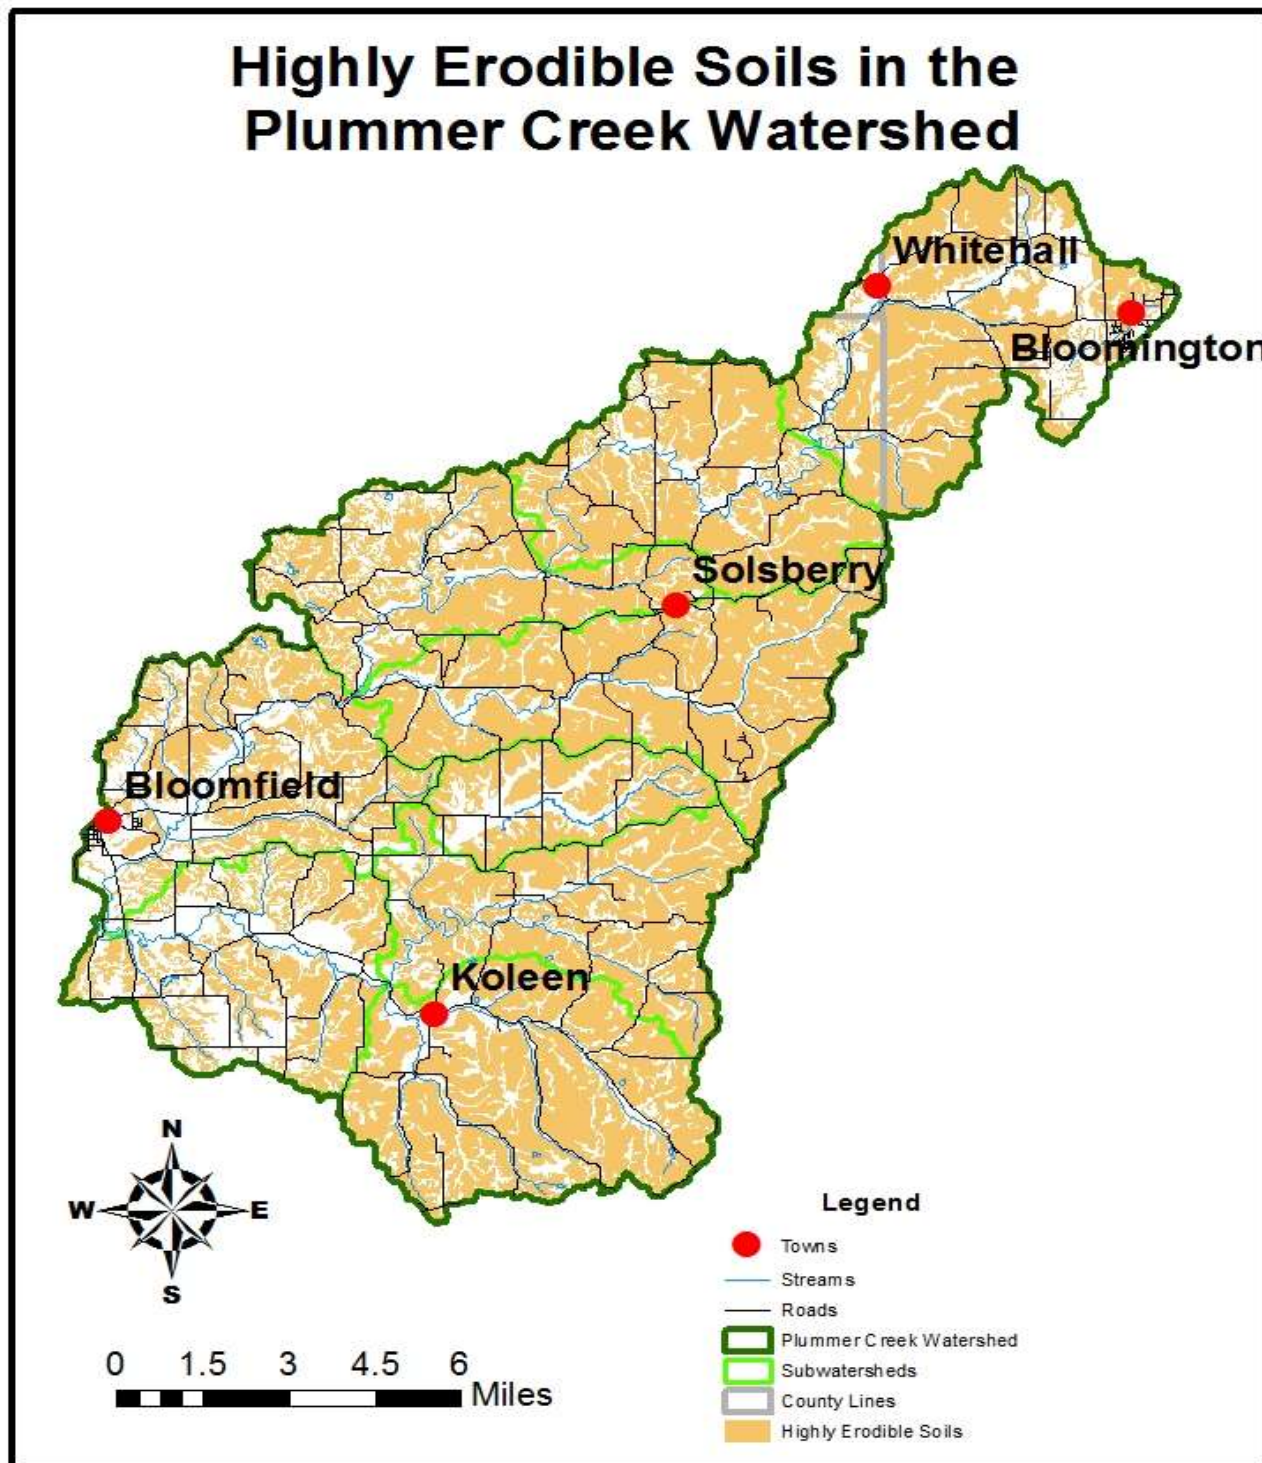 Highly Erodible Soils in the
Plummer Creek Watershed
Whitehall
Bloomington
Solsberry
Bloomfield
Koleen
N
W E
S
0 1.5 3 4.5 6
Miles
Legend
Towns
Streams
Roads
Plummer Creek Watershed
Subwatersheds
County Lines
Highly Erodible Soils